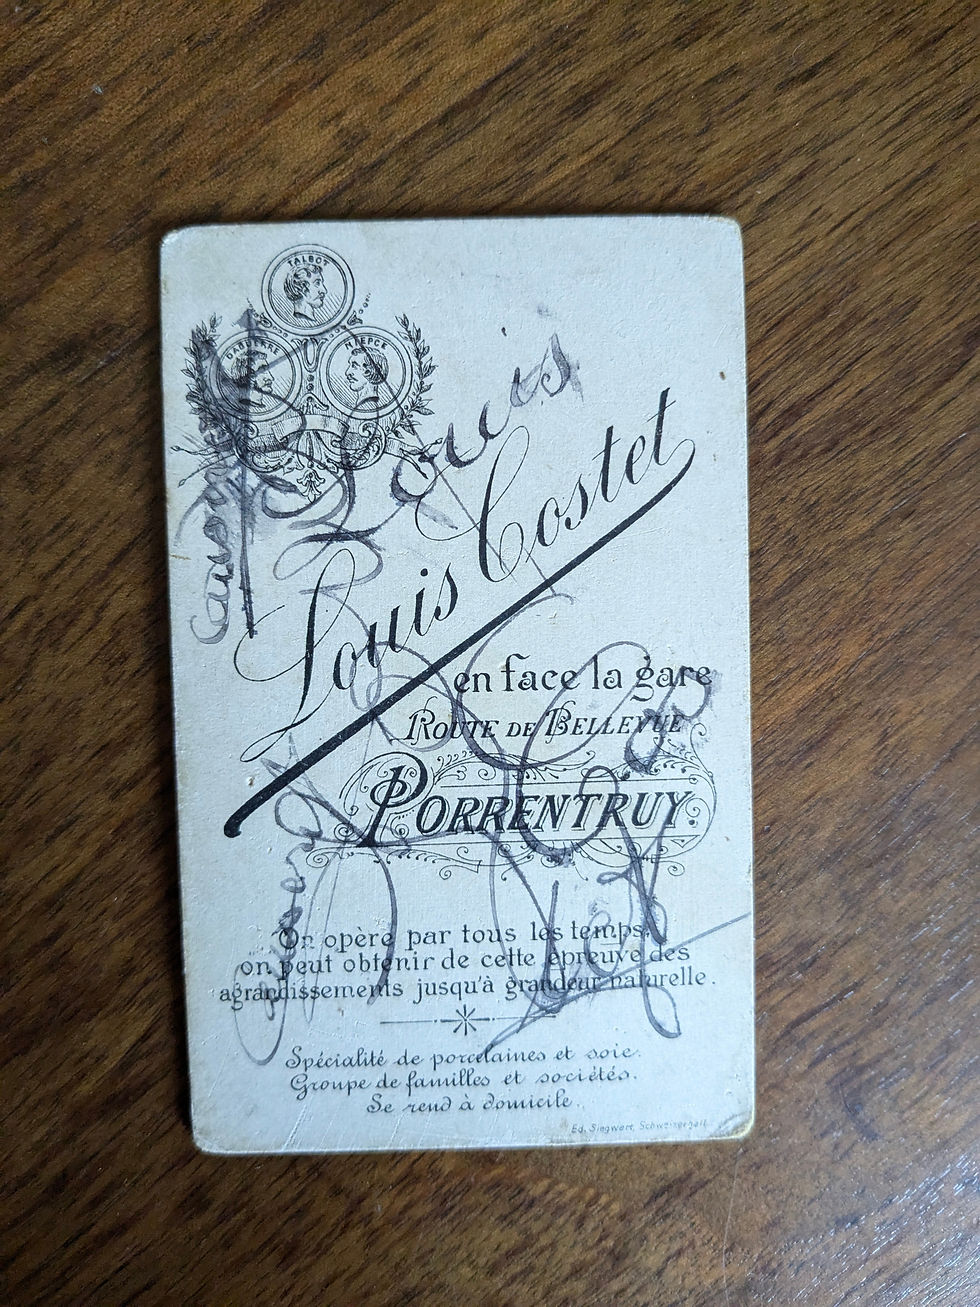 TALBOT
DAGUERRE
NIEPCE
Louis
Louis Costet
en face la gare
ROUTE DE BELLEVUE
PORRENTRUY.
On opère par tous les temps.
on peut obtenir de cette épreuve des
agrandissements jusqu'à grandeur naturelle.
Spécialité de porcelaines et soie.
Groupe de familles et sociétés.
Se rend à domicile.
Ed. Siegwart, Schweizerhall.